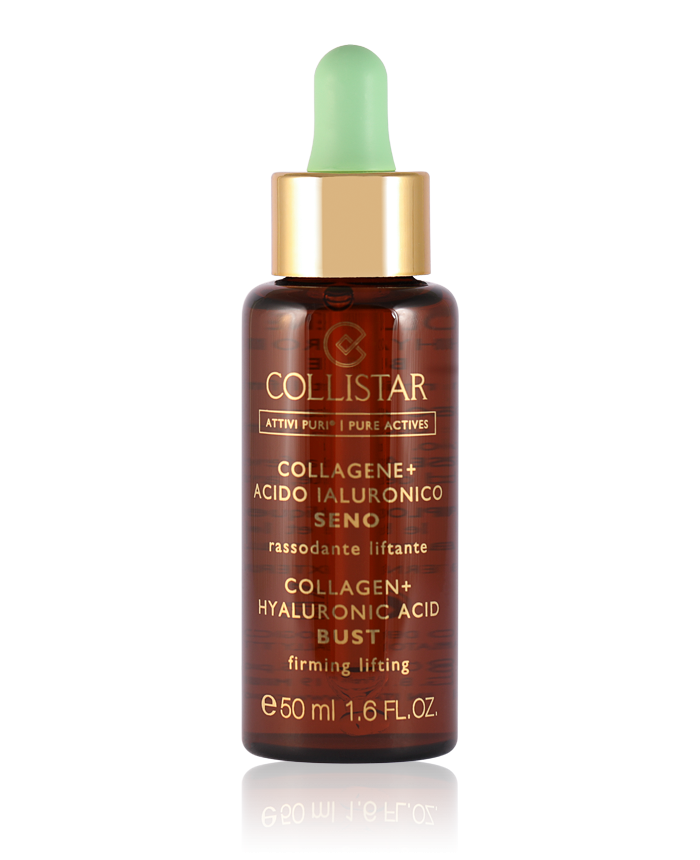 COLLISTAR
ATTIVI PURI® | PURE ACTIVES
COLLAGENE+
ACIDO IALURONICO
SENO
rassodante liftante
COLLAGEN+
HYALURONIC ACID
BUST
firming lifting
e50 ml 1.6 FL.OZ.